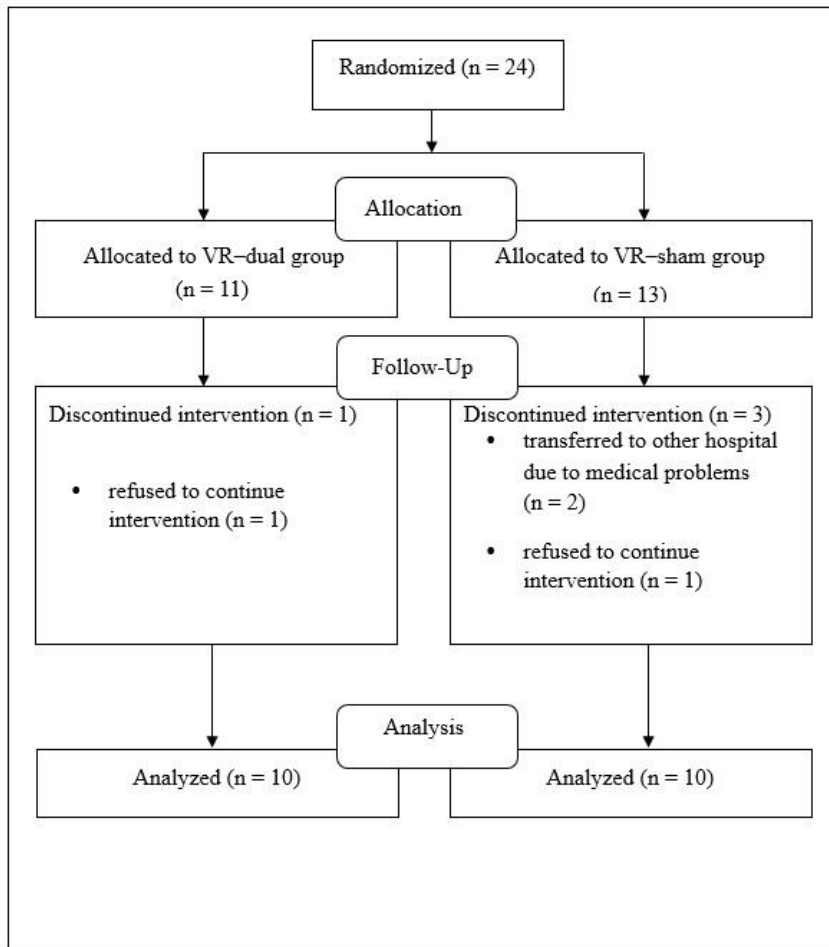 Randomized (n = 24)
Allocation
Allocated to VR–dual group
(n = 11)
Allocated to VR–sham group
(n = 13)
Follow-Up
Discontinued intervention (n = 1)
• refused to continue
intervention (n = 1)
Discontinued intervention (n = 3)
• transferred to other hospital
due to medical problems
(n = 2)
• refused to continue
intervention (n = 1)
Analysis
Analyzed (n = 10)
Analyzed (n = 10)